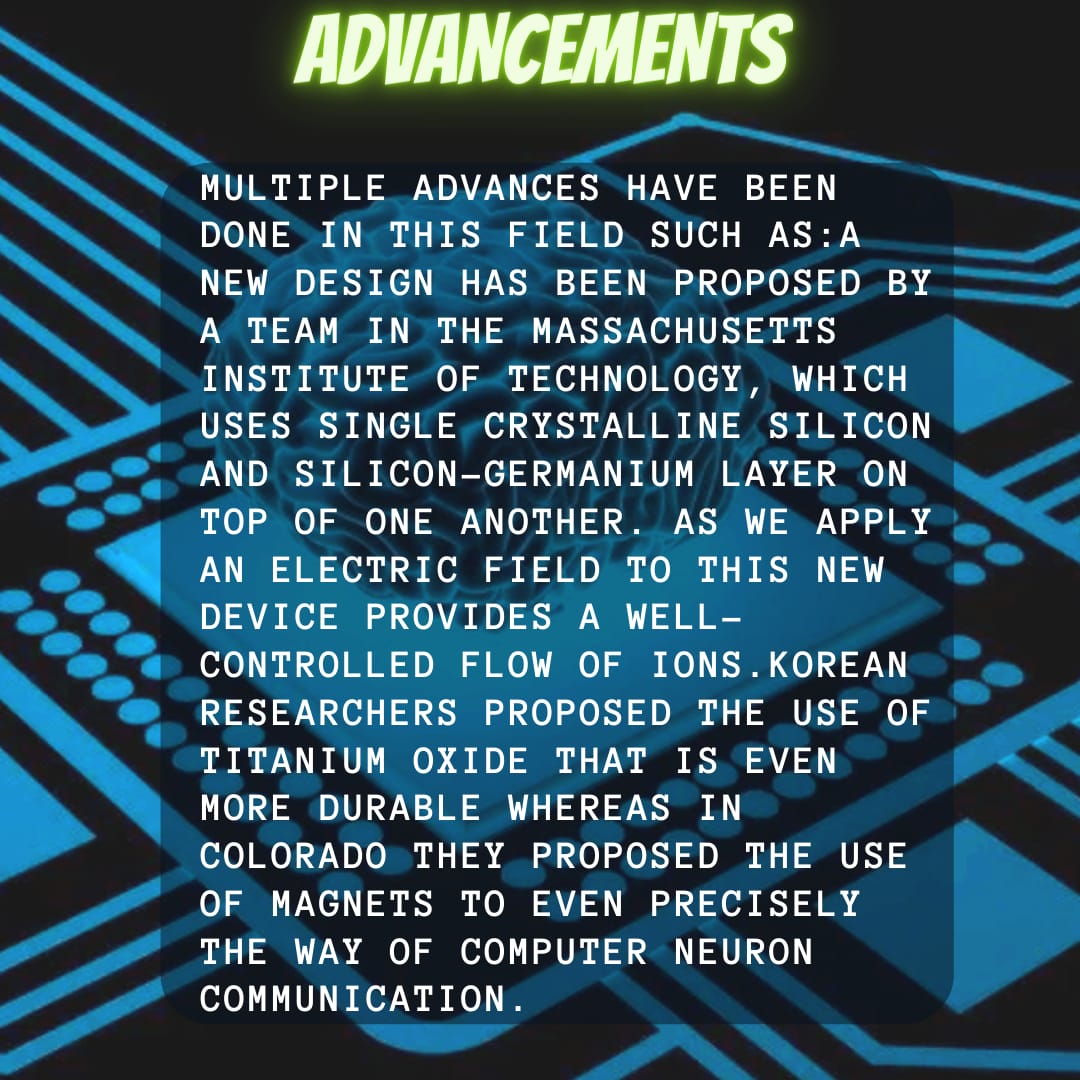 ADVANCEMENTS
MULTIPLE ADVANCES HAVE BEEN
DONE IN THIS FIELD SUCH AS:A
NEW DESIGN HAS BEEN PROPOSED BY
A TEAM IN THE MASSACHUSETTS
INSTITUTE OF TECHNOLOGY, WHICH
USES SINGLE CRYSTALLINE SILICON
AND SILICON-GERMANIUM LAYER ON
TOP OF ONE ANOTHER. AS WE APPLY
AN ELECTRIC FIELD TO THIS NEW
DEVICE PROVIDES A WELL-
CONTROLLED FLOW OF IONS.KOREAN
RESEARCHERS PROPOSED THE USE OF
TITANIUM OXIDE THAT IS EVEN
MORE DURABLE WHEREAS IN
COLORADO THEY PROPOSED THE USE
OF MAGNETS TO EVEN PRECISELY
THE WAY OF COMPUTER NEURON
COMMUNICATION.